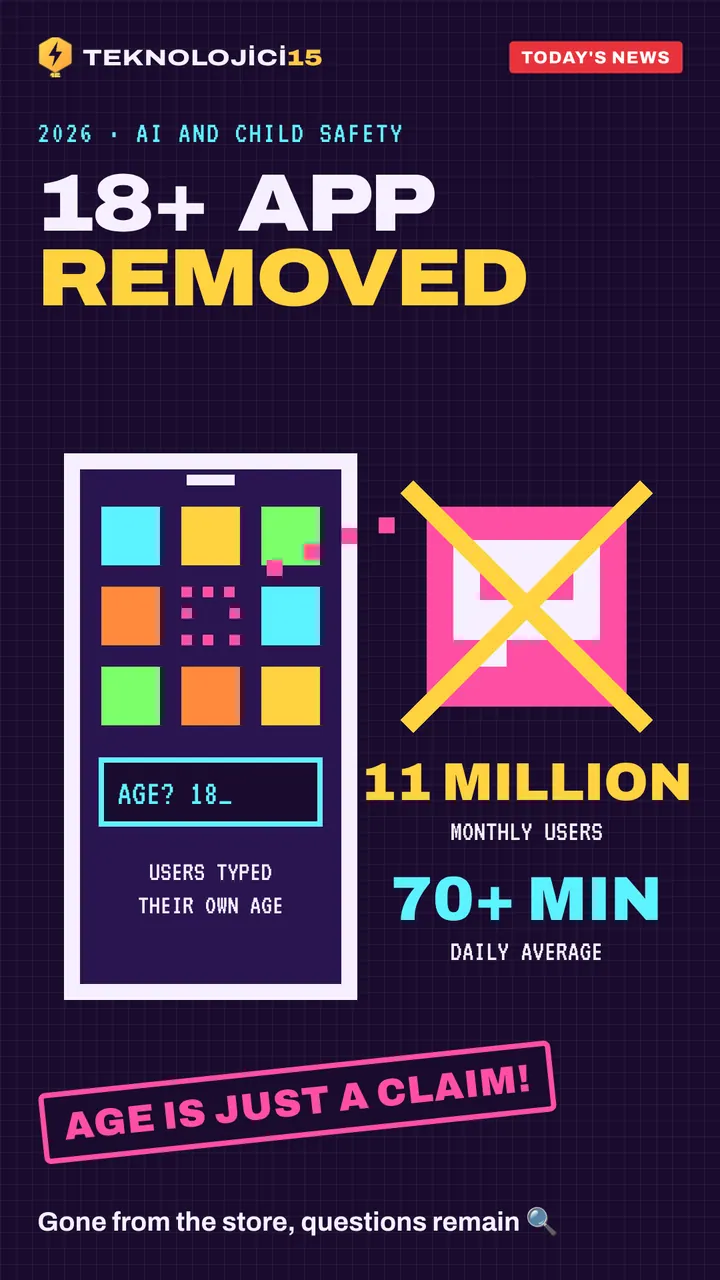 TEKNOLOJİCİ15
TODAY'S NEWS
2026 · AI AND CHILD SAFETY
18+ APP
REMOVED
AGE? 18_
USERS TYPED
THEIR OWN AGE
11 MILLION
MONTHLY USERS
70+ MIN
DAILY AVERAGE
AGE IS JUST A CLAIM!
Gone from the store, questions remain 🔍